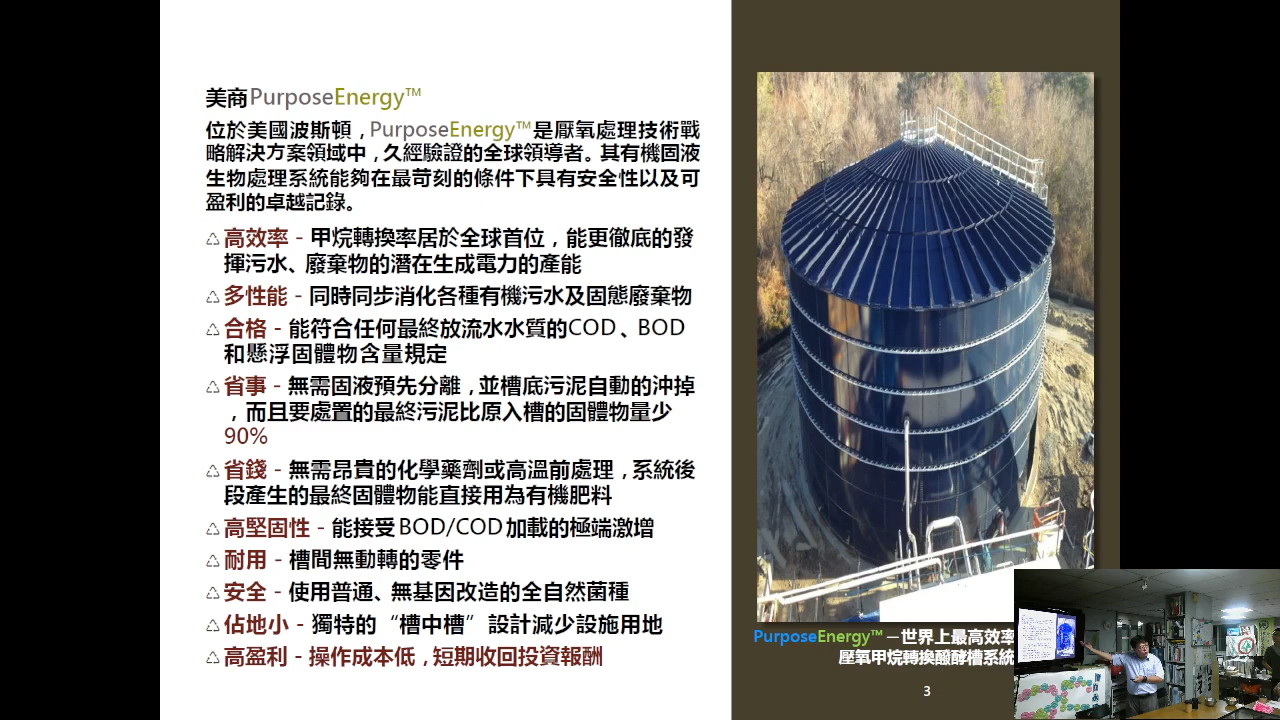 美商PurposeEnergy™
位於美國波斯頓,PurposeEnergy™是厭氧處理技術戰
略解決方案領域中,久經驗證的全球領導者。其有機固液
生物處理系統能夠在最苛刻的條件下具有安全性以及可
盈利的卓越記錄。
高效率 - 甲烷轉換率居於全球首位,能更徹底的發
揮污水、廢棄物的潛在生成電力的產能
多性能 - 同時同步消化各種有機污水及固態廢棄物
合格 - 能符合任何最終放流水水質的COD、BOD
和懸浮固體物含量規定
省事 - 無需固液預先分離,並槽底污泥自動的沖掉
,而且要處置的最終污泥比原入槽的固體物量少
90%
省錢 - 無需昂貴的化學藥劑或高溫前處理,系統後
段產生的最終固體物能直接用為有機肥料
高堅固性 - 能接受BOD/COD加載的極端激增
耐用 - 槽間無動轉的零件
安全 - 使用普通、無基因改造的全自然菌種
佔地小 - 獨特的“槽中槽”設計減少設施用地
高盈利 - 操作成本低,短期收回投資報酬
PurposeEnergy™ —世界上最高效率
壓氧甲烷轉換醱酵槽系統
3